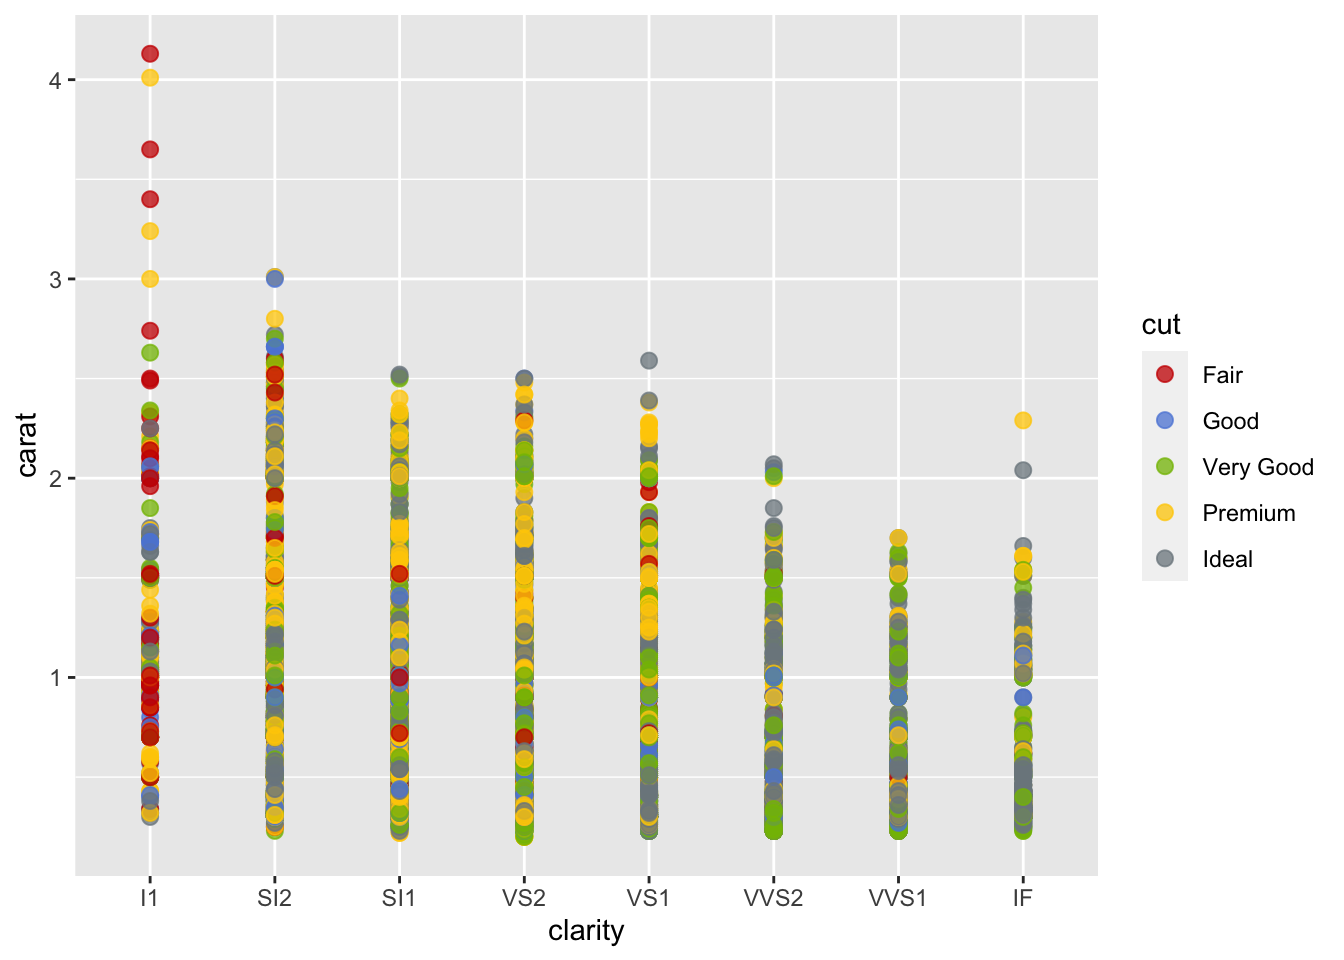 4
3
2
1
carat
I1 SI2 SI1 VS2 VS1 VVS2 VVS1 IF
clarity
cut
Fair
Good
Very Good
Premium
Ideal